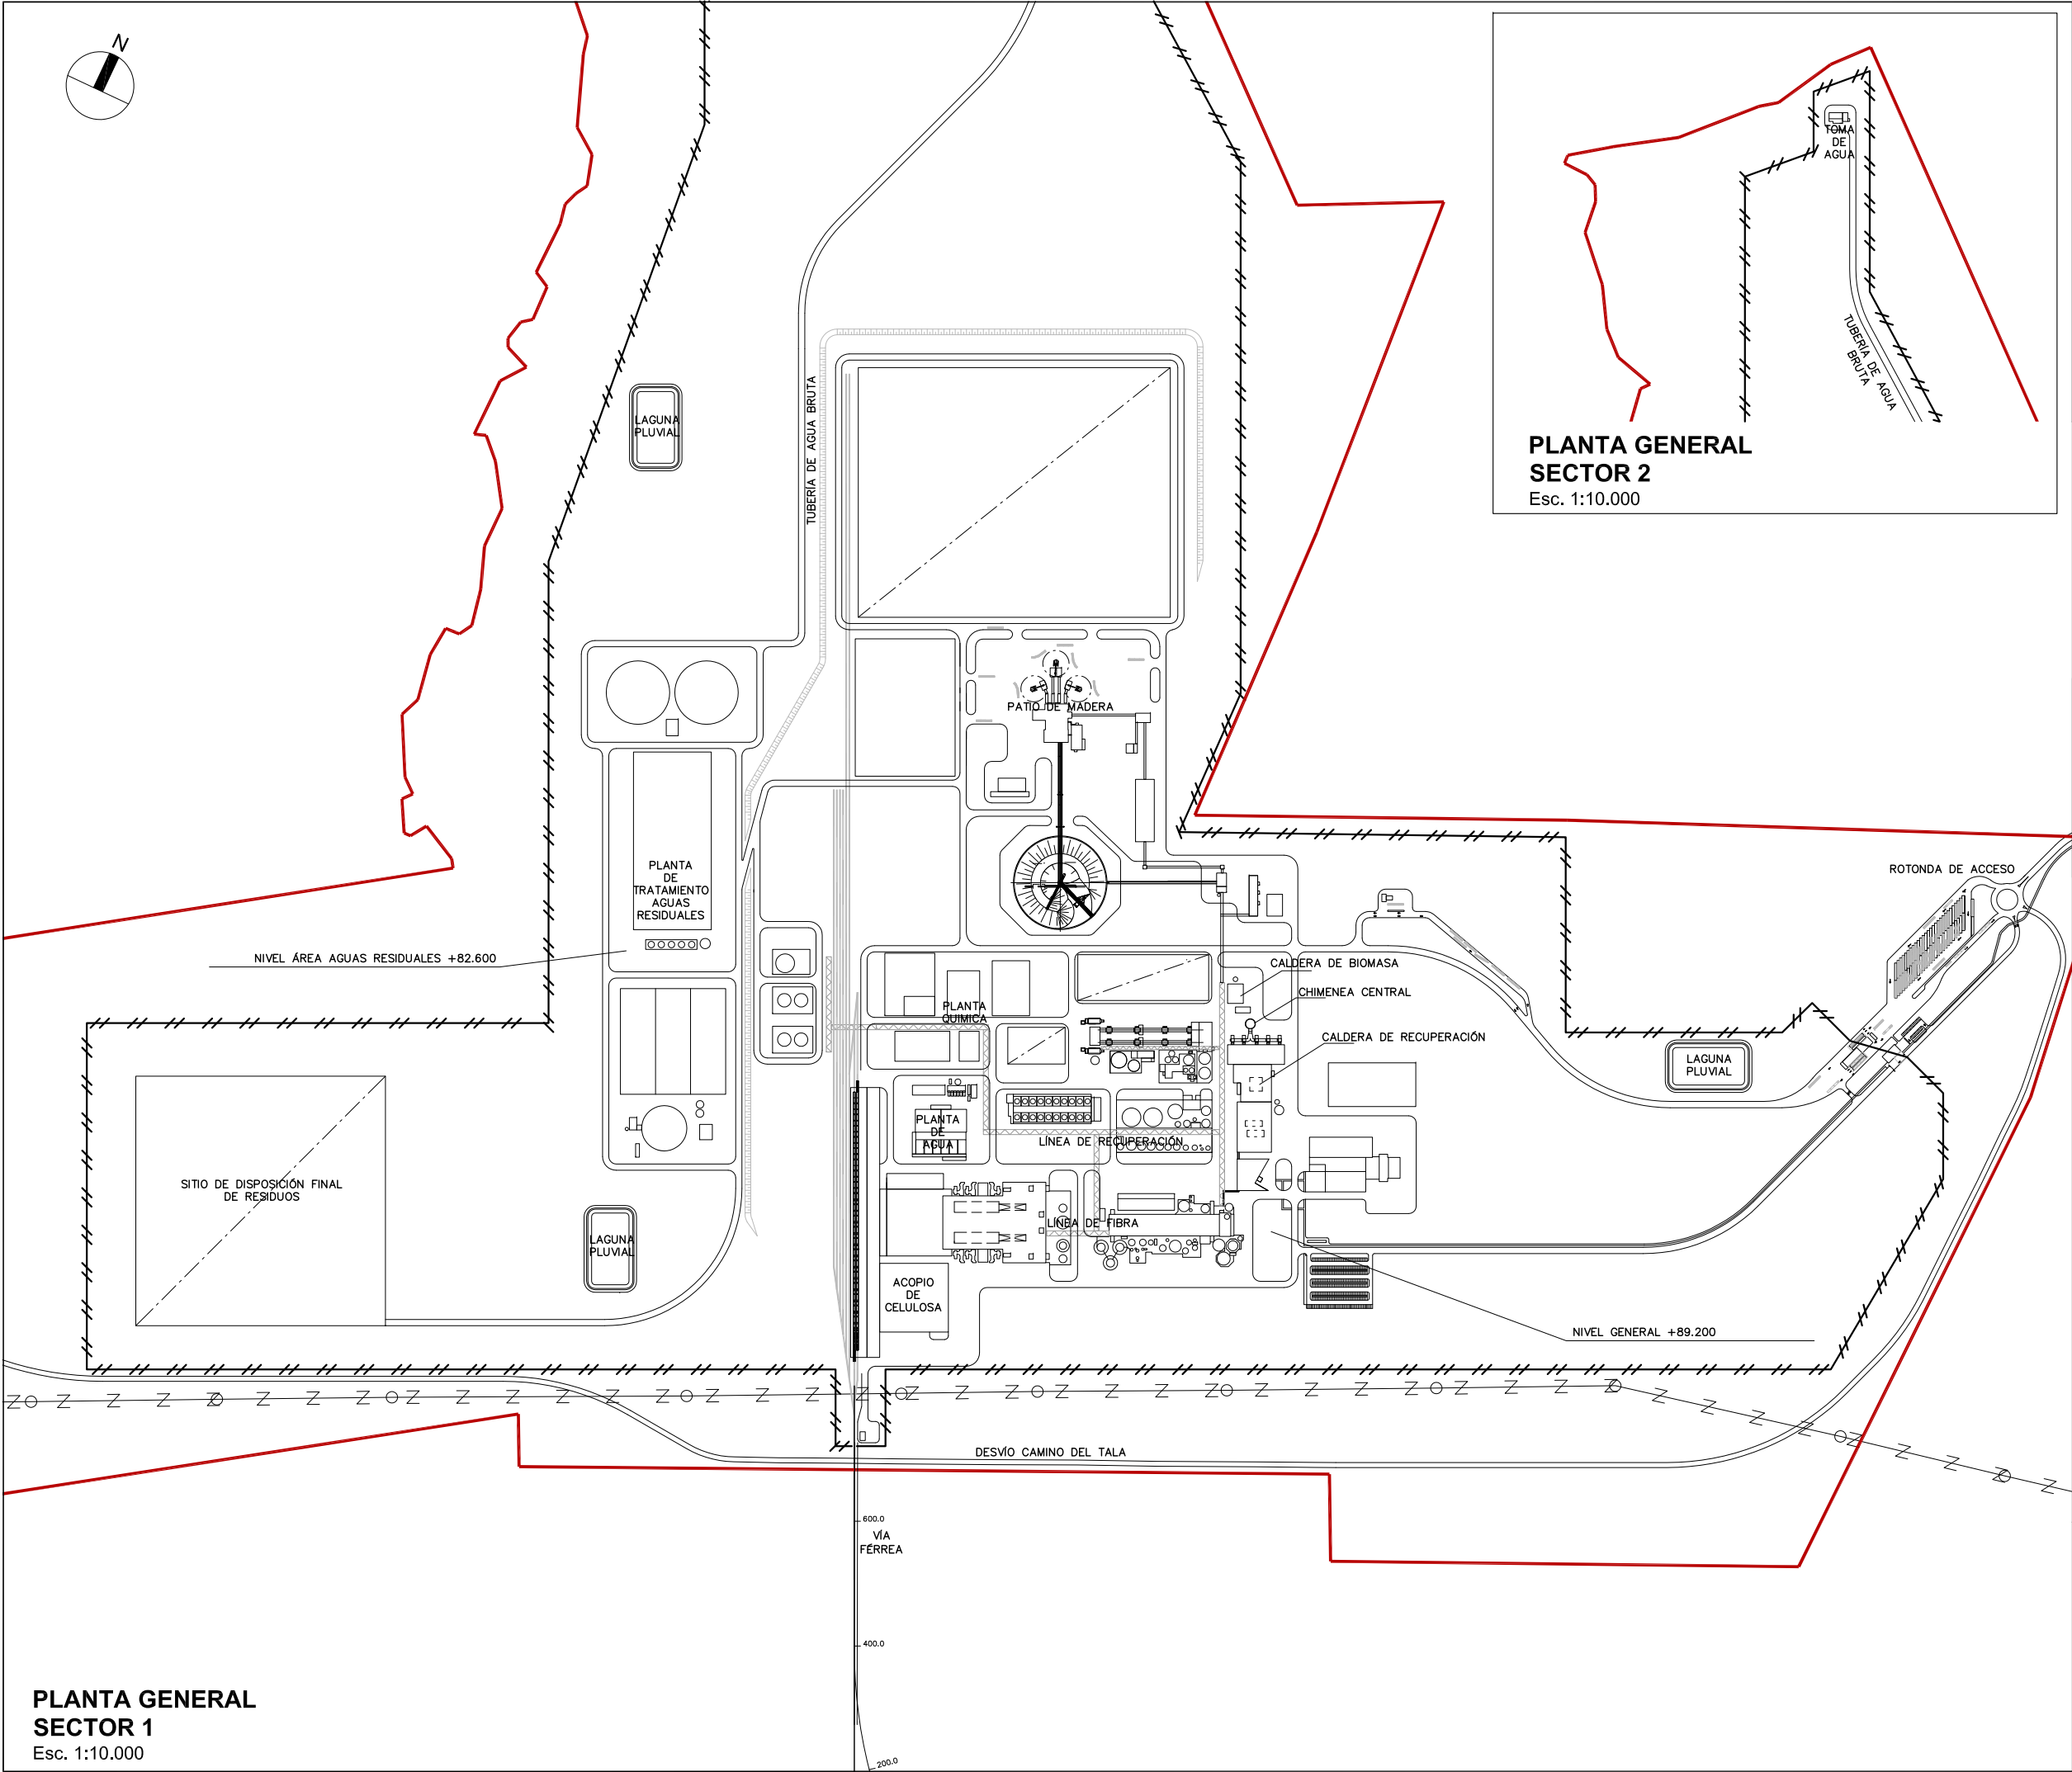 N
TOMA
DE
AGUA
TUBERÍA DE AGUA
BRUTA
PLANTA GENERAL
SECTOR 2
Esc. 1:10.000
TUBERÍA DE AGUA BRUTA
LAGUNA
PLUVIAL
PATIO DE MADERA
PLANTA
DE
TRATAMIENTO
AGUAS
RESIDUALES
ROTONDA DE ACCESO
NIVEL ÁREA AGUAS RESIDUALES +82.600
CALDERA DE BIOMASA
CHIMENEA CENTRAL
PLANTA
QUIMICA
CALDERA DE RECUPERACIÓN
LAGUNA
PLUVIAL
PLANTA
DE
AGUA
LÍNEA DE RECUPERACIÓN
SITIO DE DISPOSICIÓN FINAL
DE RESIDUOS
LÍNEA DE FIBRA
LAGUNA
PLUVIAL
ACOPIO
DE
CELULOSA
NIVEL GENERAL +89.200
DESVÍO CAMINO DEL TALA
600.0
VÍA
FÉRREA
400.0
200.0
PLANTA GENERAL
SECTOR 1
Esc. 1:10.000